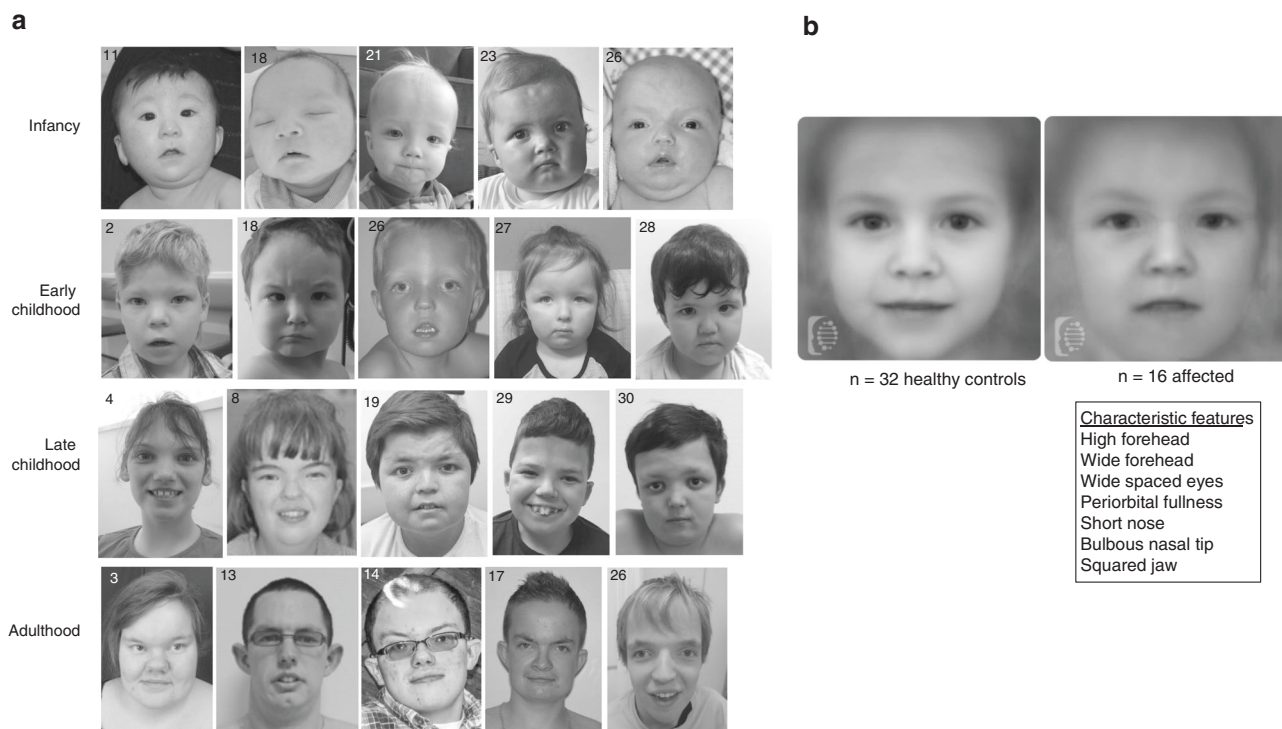 a
b
11 18 21 23 26
Infancy
2 18 26 27 28
Early
childhood
4 8 19 29 30
Late
childhood
3 13 14 17 26
Adulthood
n = 32 healthy controls
n = 16 affected
Characteristic features
High forehead
Wide forehead
Wide spaced eyes
Periorbital fullness
Short nose
Bulbous nasal tip
Squared jaw